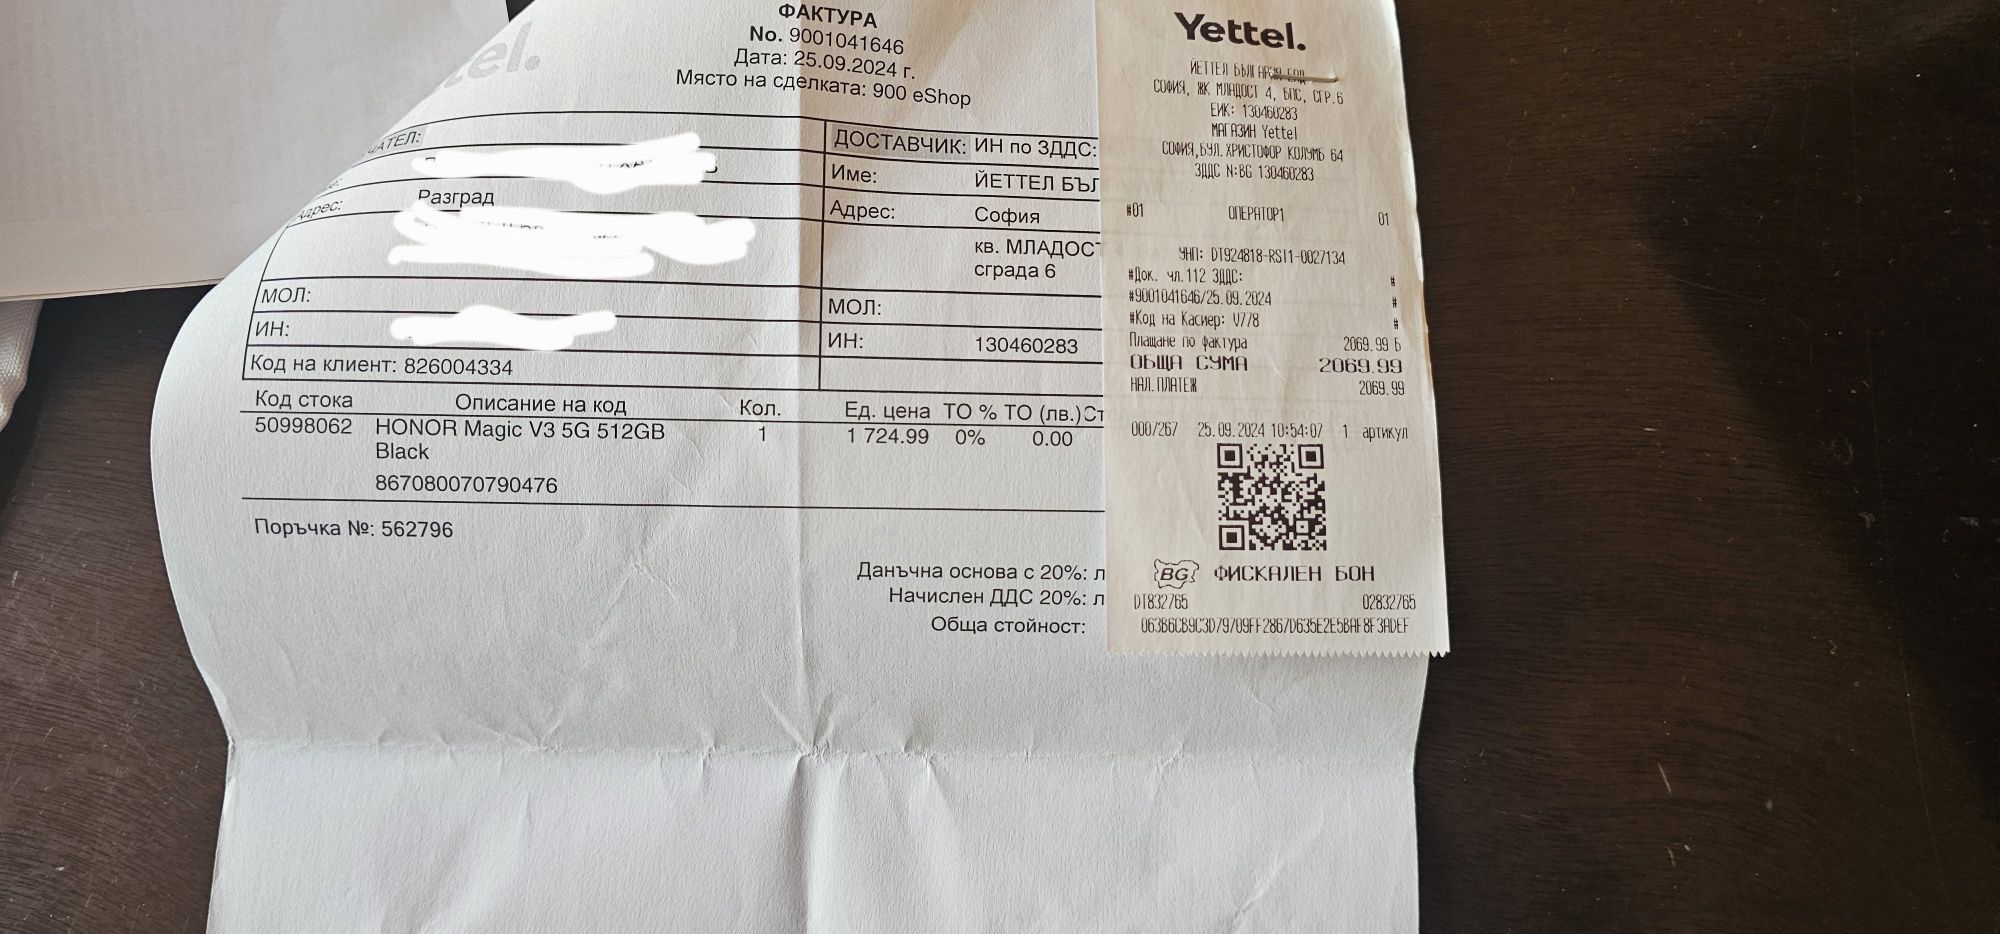 ФАКТУРА
No. 9001041646
Дата: 25.09.2024 г.
Място на сделката: 900 eShop
ДОСТАВЧИК: ИН по ЗДДС:
Име: ЙЕТТЕЛ БЪЛ
Адрес: Разград
Адрес: София
кв. МЛАДОСТ
сграда 6
МОЛ:
МОЛ:
ИН:
ИН: 130460283
Код на клиент: 826004334
Код стока Описание на код Кол. Ед. цена ТО % ТО (лв.) Ст
50998062 HONOR Magic V3 5G 512GB 1 1 724.99 0% 0.00
Black
867080070790476
Поръчка №: 562796
Данъчна основа с 20%: л
Начислен ДДС 20%: л
Обща стойност:
Yettel.
ЙЕТТЕЛ БЪЛГАРИЯ ЕАД
СОФИЯ, ЖК МЛАДОСТ 4, БПС, СГР.6
ЕИК: 130460283
МАГАЗИН Yettel
СОФИЯ,БУЛ.ХРИСТОФОР КОЛУМБ 64
ЗДДС N:BG 130460283
#01 ОПЕРАТОР1 01
УНП: DT924818-RST1-0027134
#Док. чл.112 ЗДДС: #
#9001041646/25.09.2024 #
#Код на Касиер: V778 #
Плащане по фактура 2069.99 Б
ОБЩА СУМА 2069.99
НАЛ.ПЛАТЕЖ 2069.99
000/267 25.09.2024 10:54:07 1 артикул
BG ФИСКАЛЕН БОН
DT832765 02832765
063B6CB9C3D79709FF2867D635E2E5BAF8F3ADEF